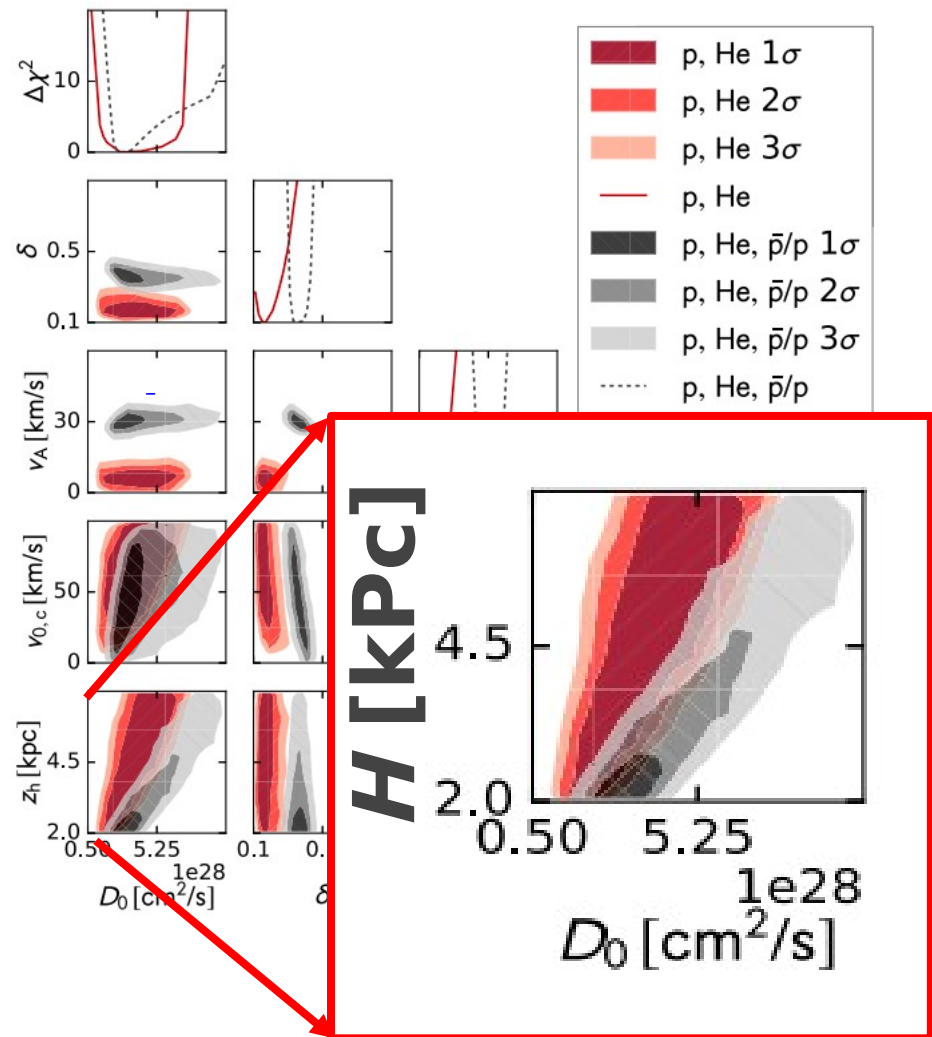 Δχ²
10
0
p, He 1σ
p, He 2σ
p, He 3σ
p, He
p, He, p̄/p 1σ
p, He, p̄/p 2σ
p, He, p̄/p 3σ
p, He, p̄/p
δ
0.5
0.1
v_A [km/s]
30
0
v_0,c [km/s]
50
0
z_h [kpc]
4.5
2.0
0.50 5.25
1e28
D₀ [cm²/s]
0.1
H [kPc]
4.5
2.0
0.50 5.25
1e28
D₀ [cm²/s]